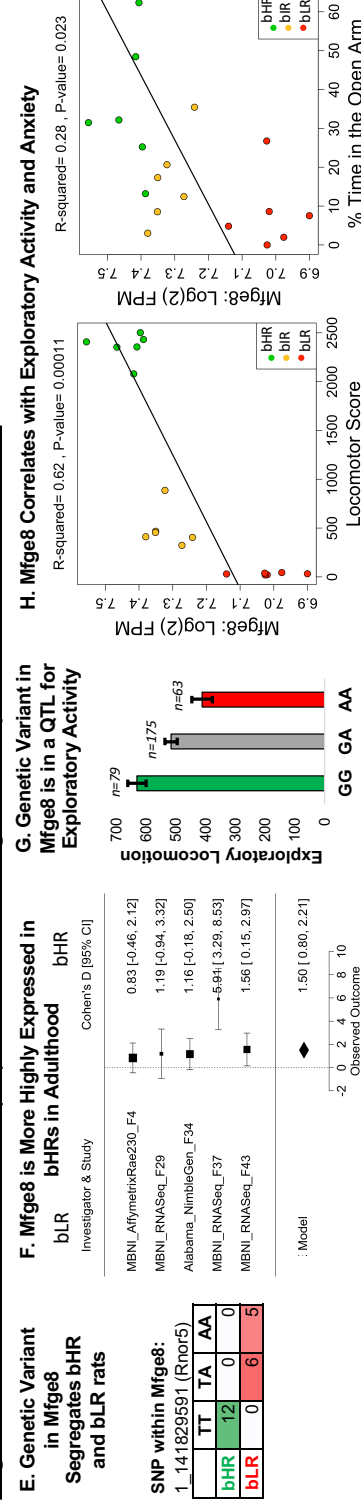 E. Genetic Variant
in Mfge8
Segregates bHR
and bLR rats
SNP within Mfge8:
1_141829591 (Rnor5)
TT TA AA
bHR 12 0 0
bLR 0 6 5
F. Mfge8 is More Highly Expressed in
bHRs in Adulthood
bLR bHR
Investigator & Study Cohen's D [95% CI]
MBNI_AffymetrixRae230_F4 0.83 [-0.46, 2.12]
MBNI_RNASeq_F29 1.19 [-0.94, 3.32]
Alabama_NimbleGen_F34 1.16 [-0.18, 2.50]
MBNI_RNASeq_F37 5.91 [ 3.29, 8.53]
MBNI_RNASeq_F43 1.56 [ 0.15, 2.97]
: Model 1.50 [ 0.80, 2.21]
-2 0 2 4 6 8 10
Observed Outcome
G. Genetic Variant in
Mfge8 is in a QTL for
Exploratory Activity
Exploratory Locomotion
700
600
500
400
300
200
100
0
n=79
n=175
n=63
GG GA AA
H. Mfge8 Correlates with Exploratory Activity and Anxiety
R-squared= 0.62 , P-value= 0.00011
Mfge8: Log(2) FPM
7.5
7.4
7.3
7.2
7.1
7.0
6.9
bHR
bIR
bLR
0 500 1000 1500 2000 2500
Locomotor Score
R-squared= 0.28 , P-value= 0.023
Mfge8: Log(2) FPM
7.5
7.4
7.3
7.2
7.1
7.0
6.9
bHR
bIR
bLR
0 10 20 30 40 50 60
% Time in the Open Arm